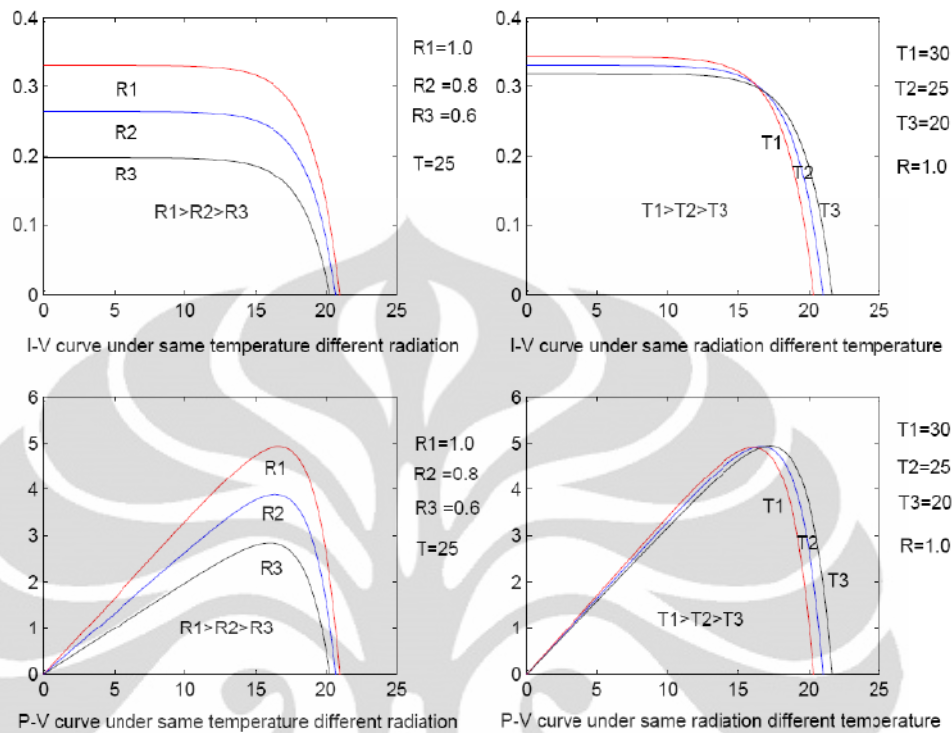 0.4
0.3
0.2
0.1
0
0 5 10 15 20 25
R1
R2
R3
R1>R2>R3
R1=1.0
R2=0.8
R3 =0.6
T=25
I-V curve under same temperature different radiation
0.4
0.3
0.2
0.1
0
0 5 10 15 20 25
T1
T2
T3
T1>T2>T3
T1=30
T2=25
T3=20
R=1.0
I-V curve under same radiation different temperature
6
5
4
3
2
1
0
0 5 10 15 20 25
R1
R2
R3
R1>R2>R3
R1=1.0
R2 =0.8
R3 =0.6
T=25
P-V curve under same temperature different radiation
6
5
4
3
2
1
0
0 5 10 15 20 25
T1
T2
T3
T1>T2>T3
T1=30
T2=25
T3=20
R=1.0
P-V curve under same radiation different temperature